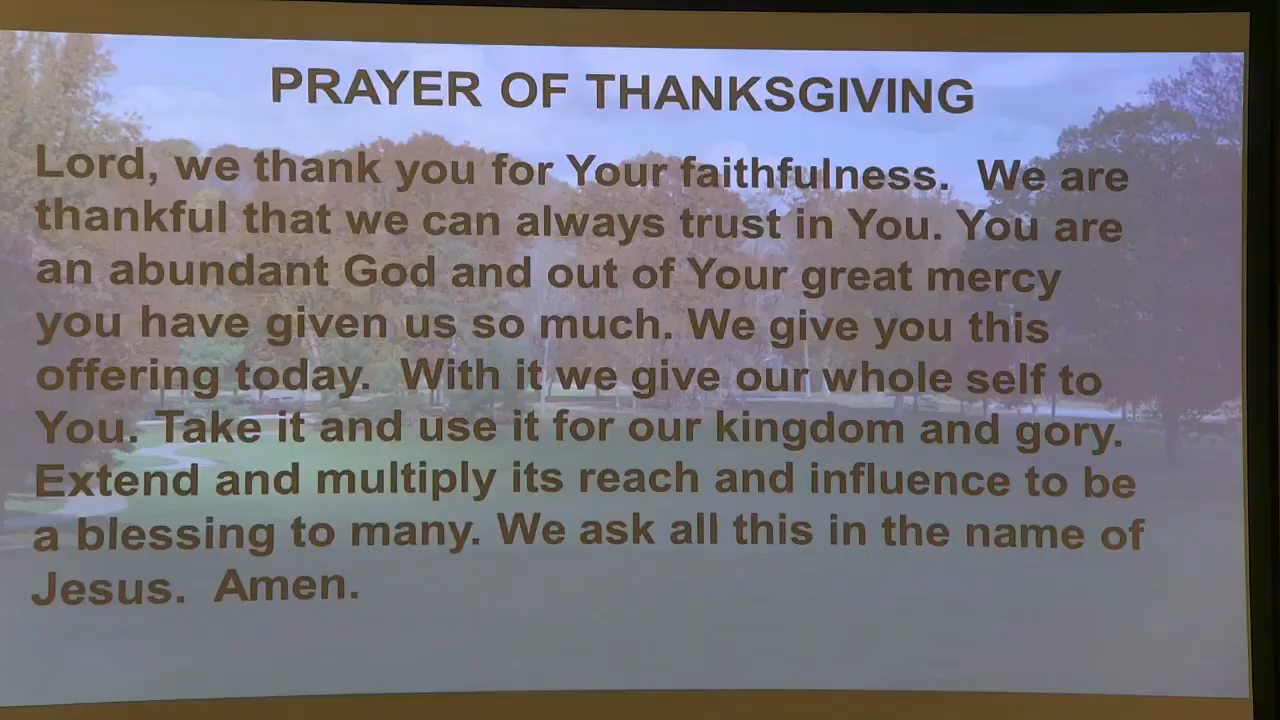 PRAYER OF THANKSGIVING
Lord, we thank you for Your faithfulness.  We are
thankful that we can always trust in You. You are
an abundant God and out of Your great mercy
you have given us so much. We give you this
offering today.  With it we give our whole self to
You. Take it and use it for our kingdom and gory.
Extend and multiply its reach and influence to be
a blessing to many. We ask all this in the name of
Jesus.  Amen.